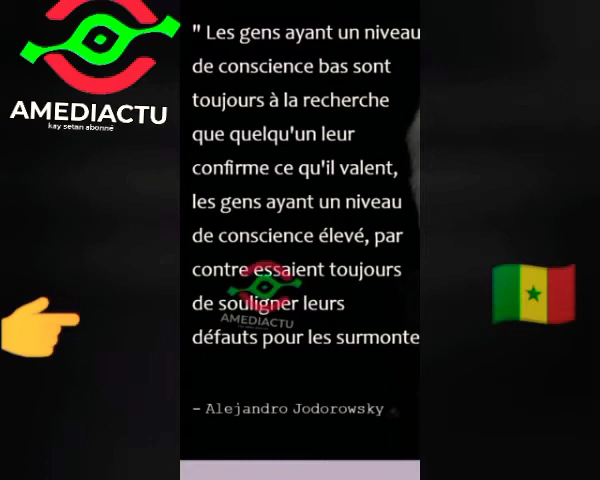 AMEDIACTU
kay setan abonné
" Les gens ayant un niveau
de conscience bas sont
toujours à la recherche
que quelqu'un leur
confirme ce qu'il valent,
les gens ayant un niveau
de conscience élevé, par
contre essaient toujours
de souligner leurs
défauts pour les surmonte
AMEDIACTU
– Alejandro Jodorowsky